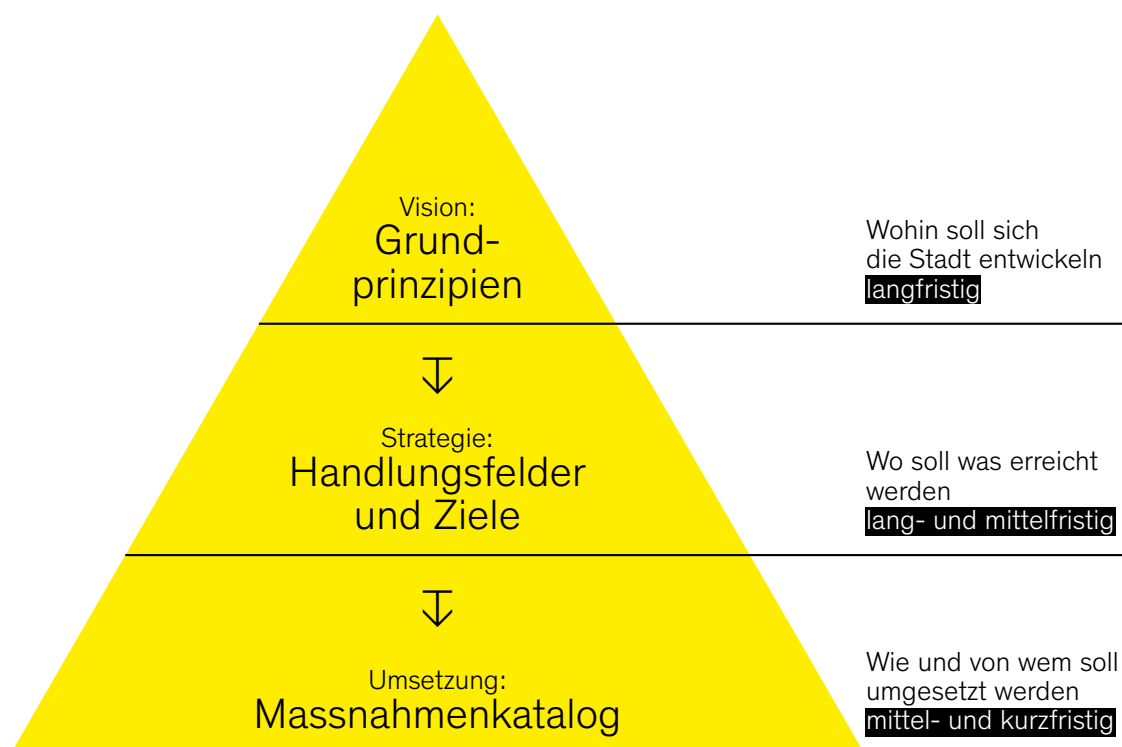 Vision:
Grund-
prinzipien
Wohin soll sich
die Stadt entwickeln
langfristig
Strategie:
Handlungsfelder
und Ziele
Wo soll was erreicht
werden
lang- und mittelfristig
Umsetzung:
Massnahmenkatalog
Wie und von wem soll
umgesetzt werden
mittel- und kurzfristig